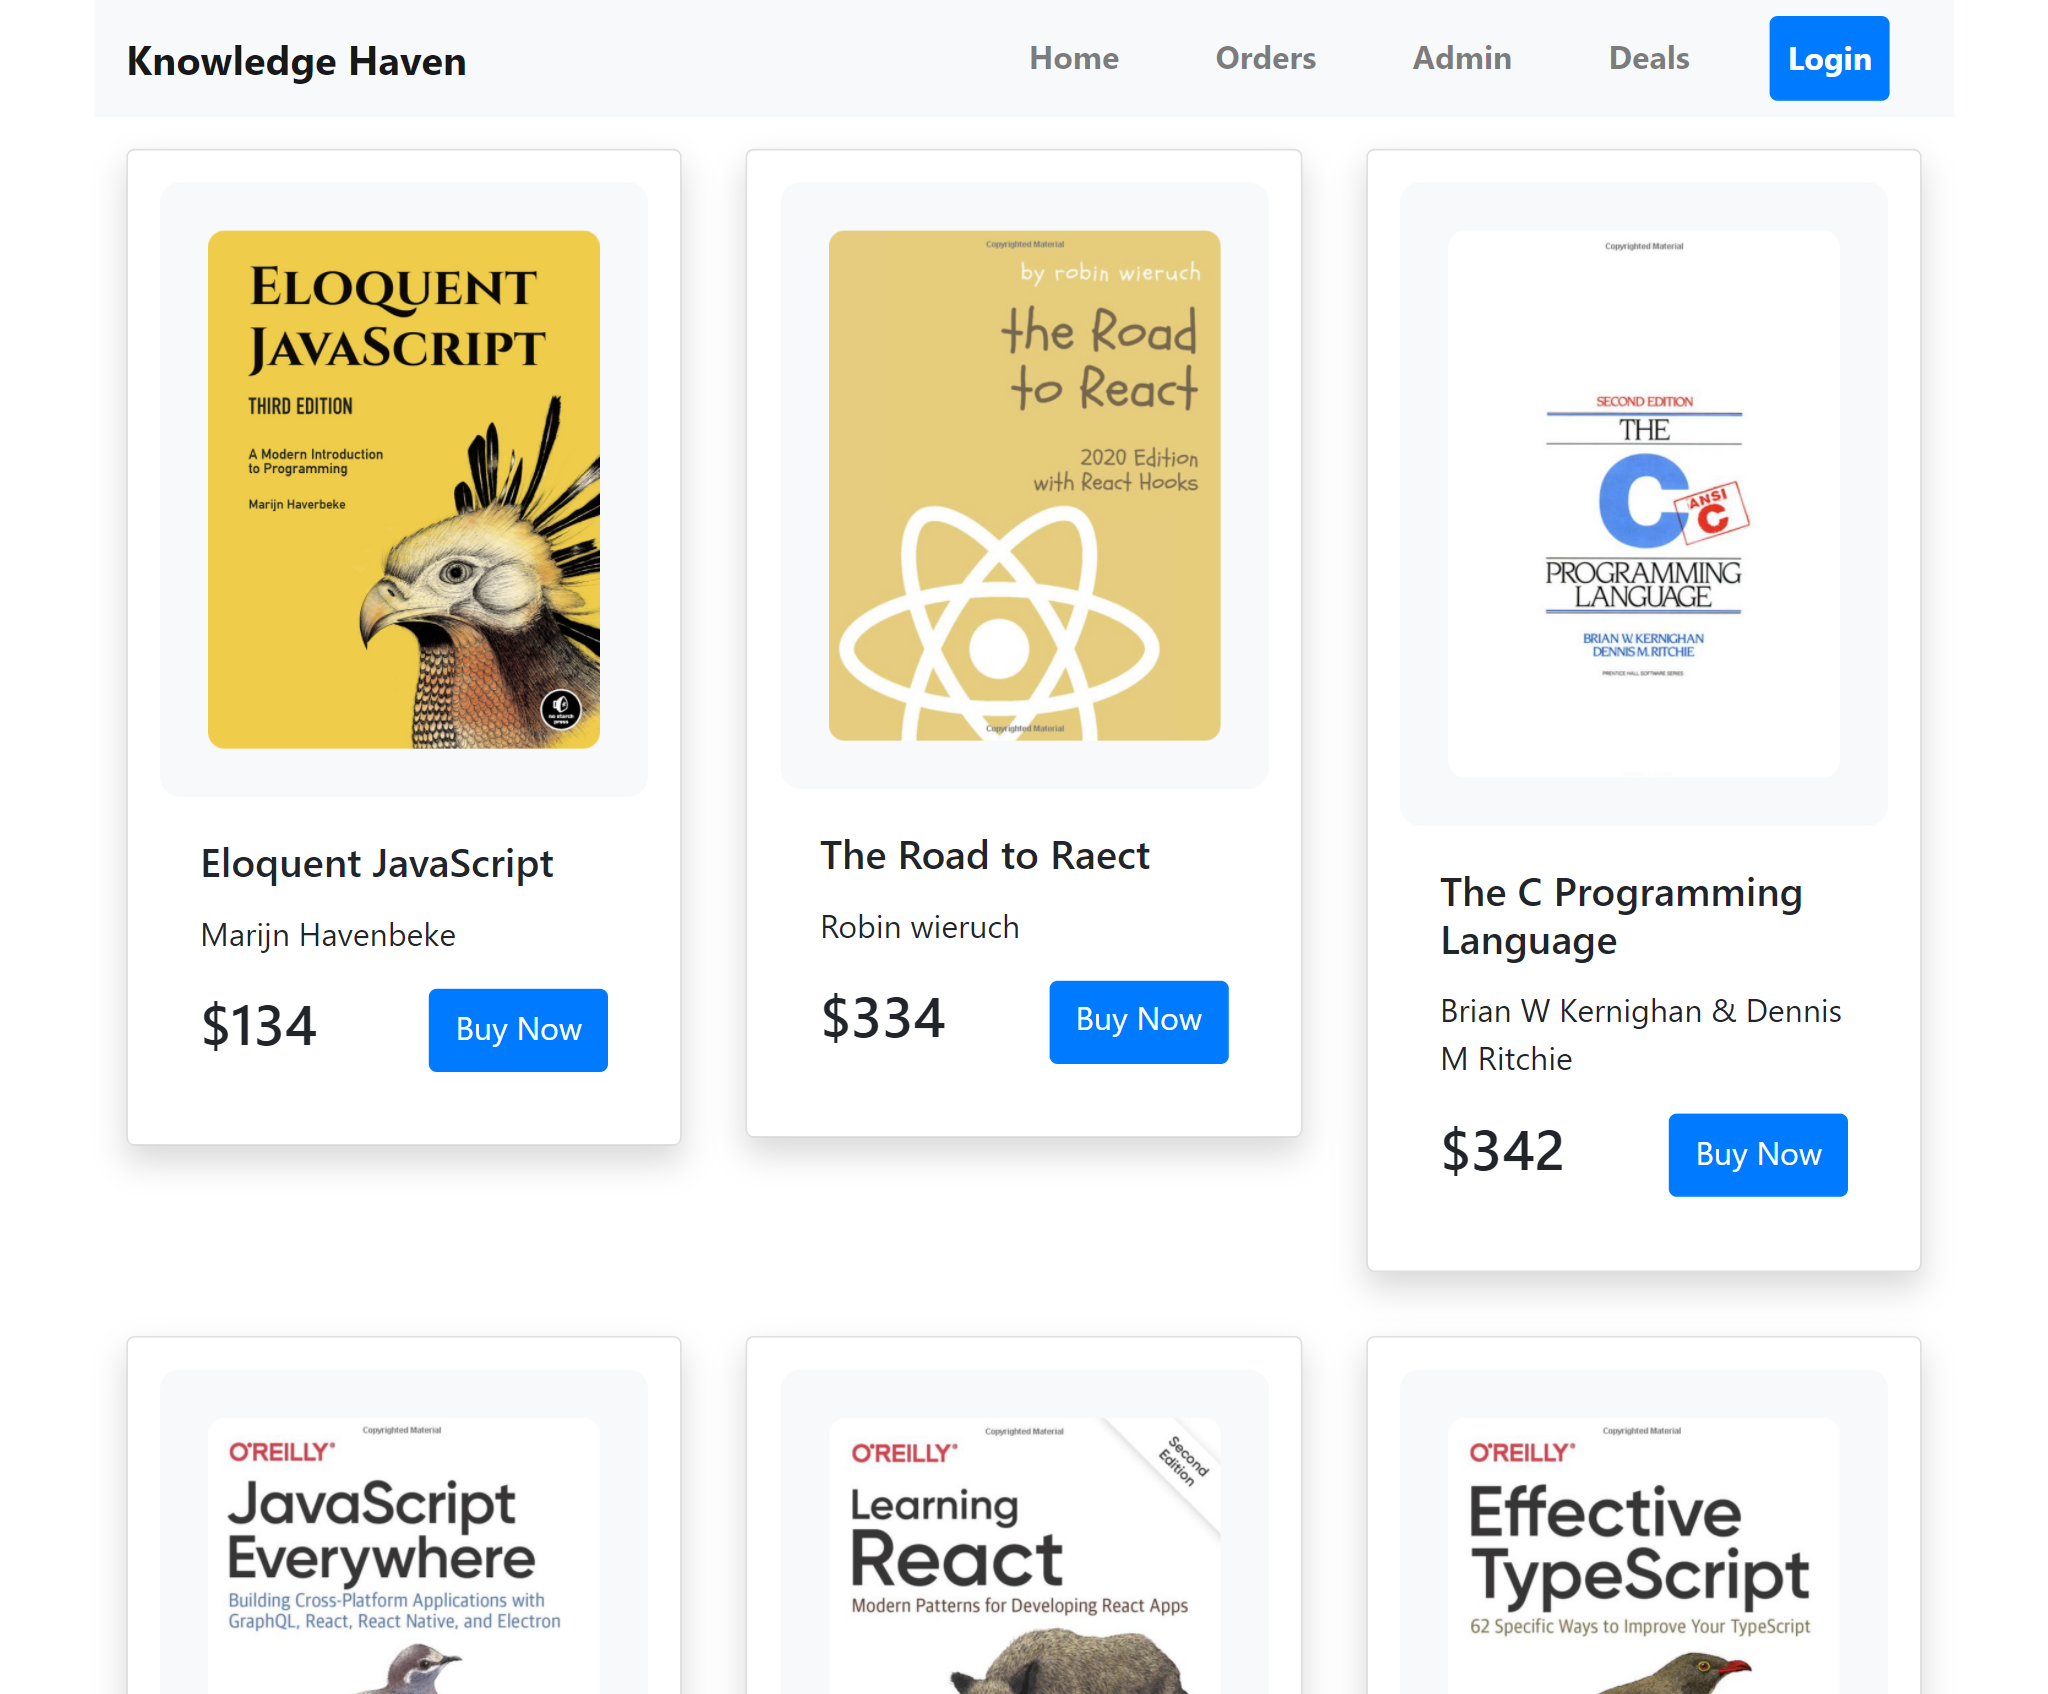 Knowledge Haven
Home
Orders
Admin
Deals
Login
ELOQUENT
JAVASCRIPT
THIRD EDITION
A Modern Introduction
to Programming
Marijn Haverbeke
no starch
press
Eloquent JavaScript
Marijn Havenbeke
$134
Buy Now
Copyrighted Material
by robin wieruch
the Road
to React
2020 Edition
with React Hooks
Copyrighted Material
The Road to Raect
Robin wieruch
$334
Buy Now
Copyrighted Material
SECOND EDITION
THE
C
ANSI
C
PROGRAMMING
LANGUAGE
BRIAN W. KERNIGHAN
DENNIS M. RITCHIE
PRENTICE HALL SOFTWARE SERIES
The C Programming
Language
Brian W Kernighan & Dennis
M Ritchie
$342
Buy Now
Copyrighted Material
O'REILLY®
JavaScript
Everywhere
Building Cross-Platform Applications with
GraphQL, React, React Native, and Electron
Copyrighted Material
O'REILLY®
Second
Edition
Learning
React
Modern Patterns for Developing React Apps
Copyrighted Material
O'REILLY®
Effective
TypeScript
62 Specific Ways to Improve Your TypeScript